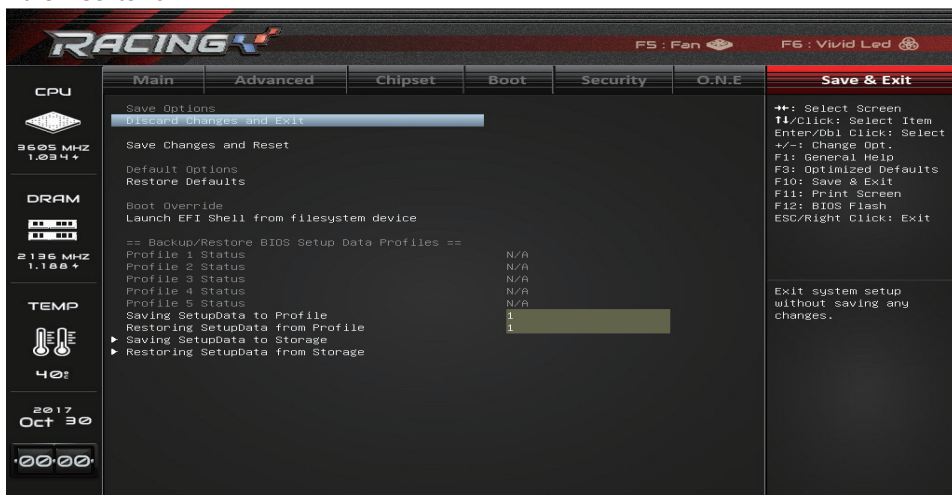 RACING
F5 : Fan
F6 : Vivid Led
Main
Advanced
Chipset
Boot
Security
O.N.E
Save & Exit
CPU
3605 MHZ
1.034
DRAM
2136 MHZ
1.188
TEMP
40
2017
Oct 30
00:00
Save Options
Discard Changes and Exit
Save Changes and Reset
Default Options
Restore Defaults
Boot Override
Launch EFI Shell from filesystem device
== Backup/Restore BIOS Setup Data Profiles ==
Profile 1 Status N/A
Profile 2 Status N/A
Profile 3 Status N/A
Profile 4 Status N/A
Profile 5 Status N/A
Saving SetupData to Profile 1
Restoring SetupData from Profile 1
► Saving SetupData to Storage
► Restoring SetupData from Storage
→←: Select Screen
↑↓/Click: Select Item
Enter/Dbl Click: Select
+/-: Change Opt.
F1: General Help
F3: Optimized Defaults
F10: Save & Exit
F11: Print Screen
F12: BIOS Flash
ESC/Right Click: Exit
Exit system setup
without saving any
changes.